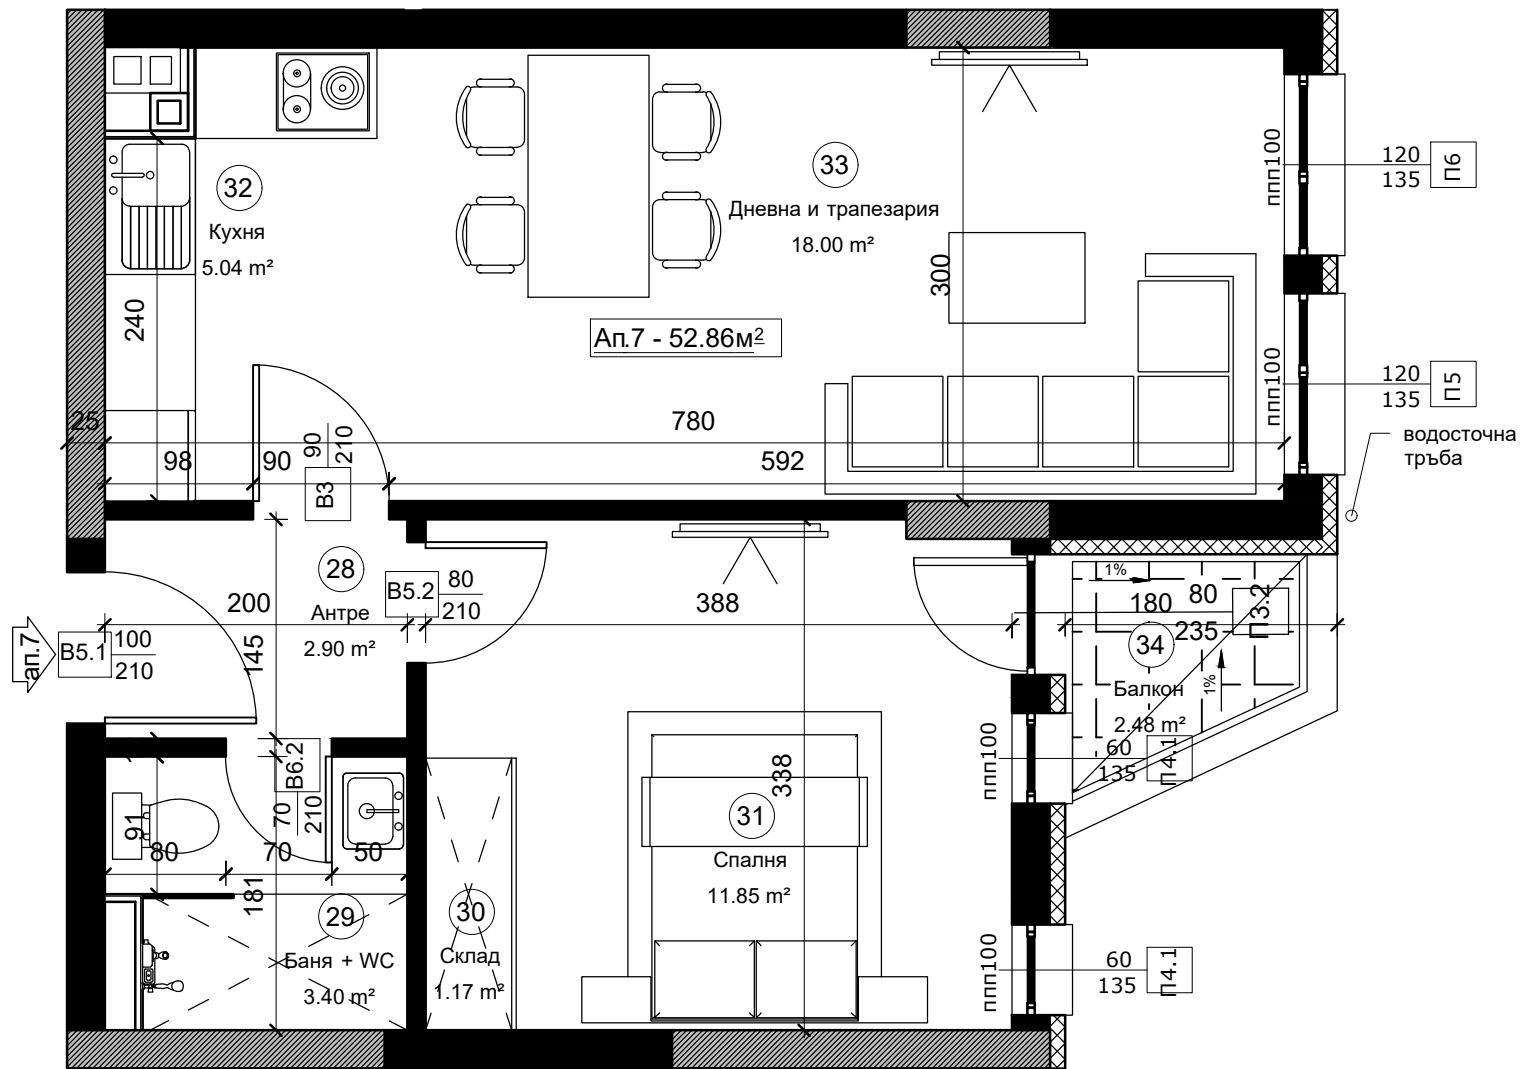 32
Кухня
5.04 m²
33
Дневна и трапезария
18.00 m²
ппп100
120
135
П6
240
300
Ап.7 - 52.86м²
ппп100
120
135
П5
водосточна
тръба
25
780
98
90
90
210
592
В3
28
Антре
2.90 m²
200
145
В5.2
80
210
388
1%
80
180
П3.2
235
34
1%
Балкон
2.48 m²
ап.7
В5.1
100
210
В6.2
70
210
ппп100
60
135
П4.1
338
31
Спалня
11.85 m²
91
80
70
50
181
29
Баня + WC
3.40 m²
30
Склад
1.17 m²
ппп100
60
135
П4.1